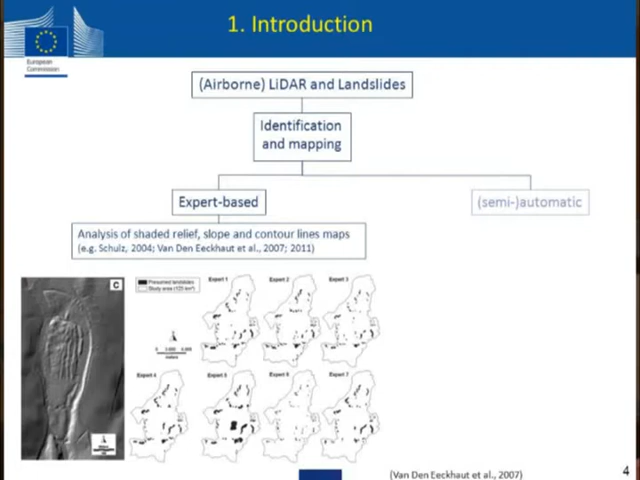 1. Introduction
European
Commission
(Airborne) LiDAR and Landslides
Identification
and mapping
Expert-based
(semi-)automatic
Analysis of shaded relief, slope and contour lines maps
(e.g. Schulz, 2004; Van Den Eeckhaut et al., 2007; 2011)
C
Presumed landslides
Study area (125 km²)
Expert 1
Expert 2
Expert 3
Expert 4
Expert 5
Expert 6
Expert 7
(Van Den Eeckhaut et al., 2007)
4